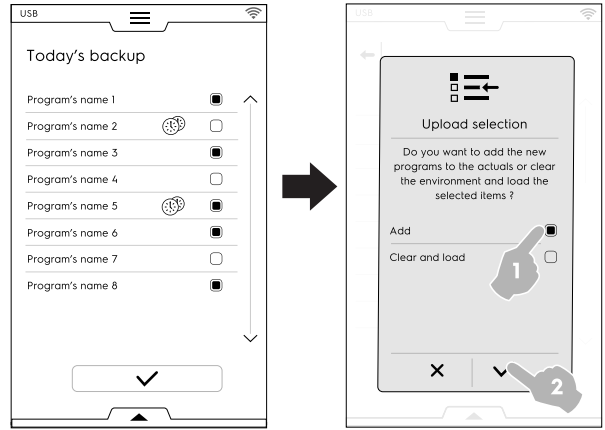 USB
Today's backup
Program's name 1
Program's name 2
Program's name 3
Program's name 4
Program's name 5
Program's name 6
Program's name 7
Program's name 8
USB
Upload selection
Do you want to add the new
programs to the actuals or clear
the environment and load the
selected items ?
Add
1
Clear and load
2